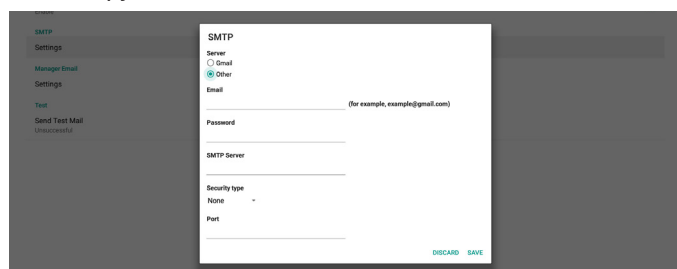 Enable
SMTP
Settings
Manager Email
Settings
Test
Send Test Mail
Unsuccessful
SMTP
Server
Gmail
Other
Email
(for example, example@gmail.com)
Password
SMTP Server
Security type
None
Port
DISCARD SAVE